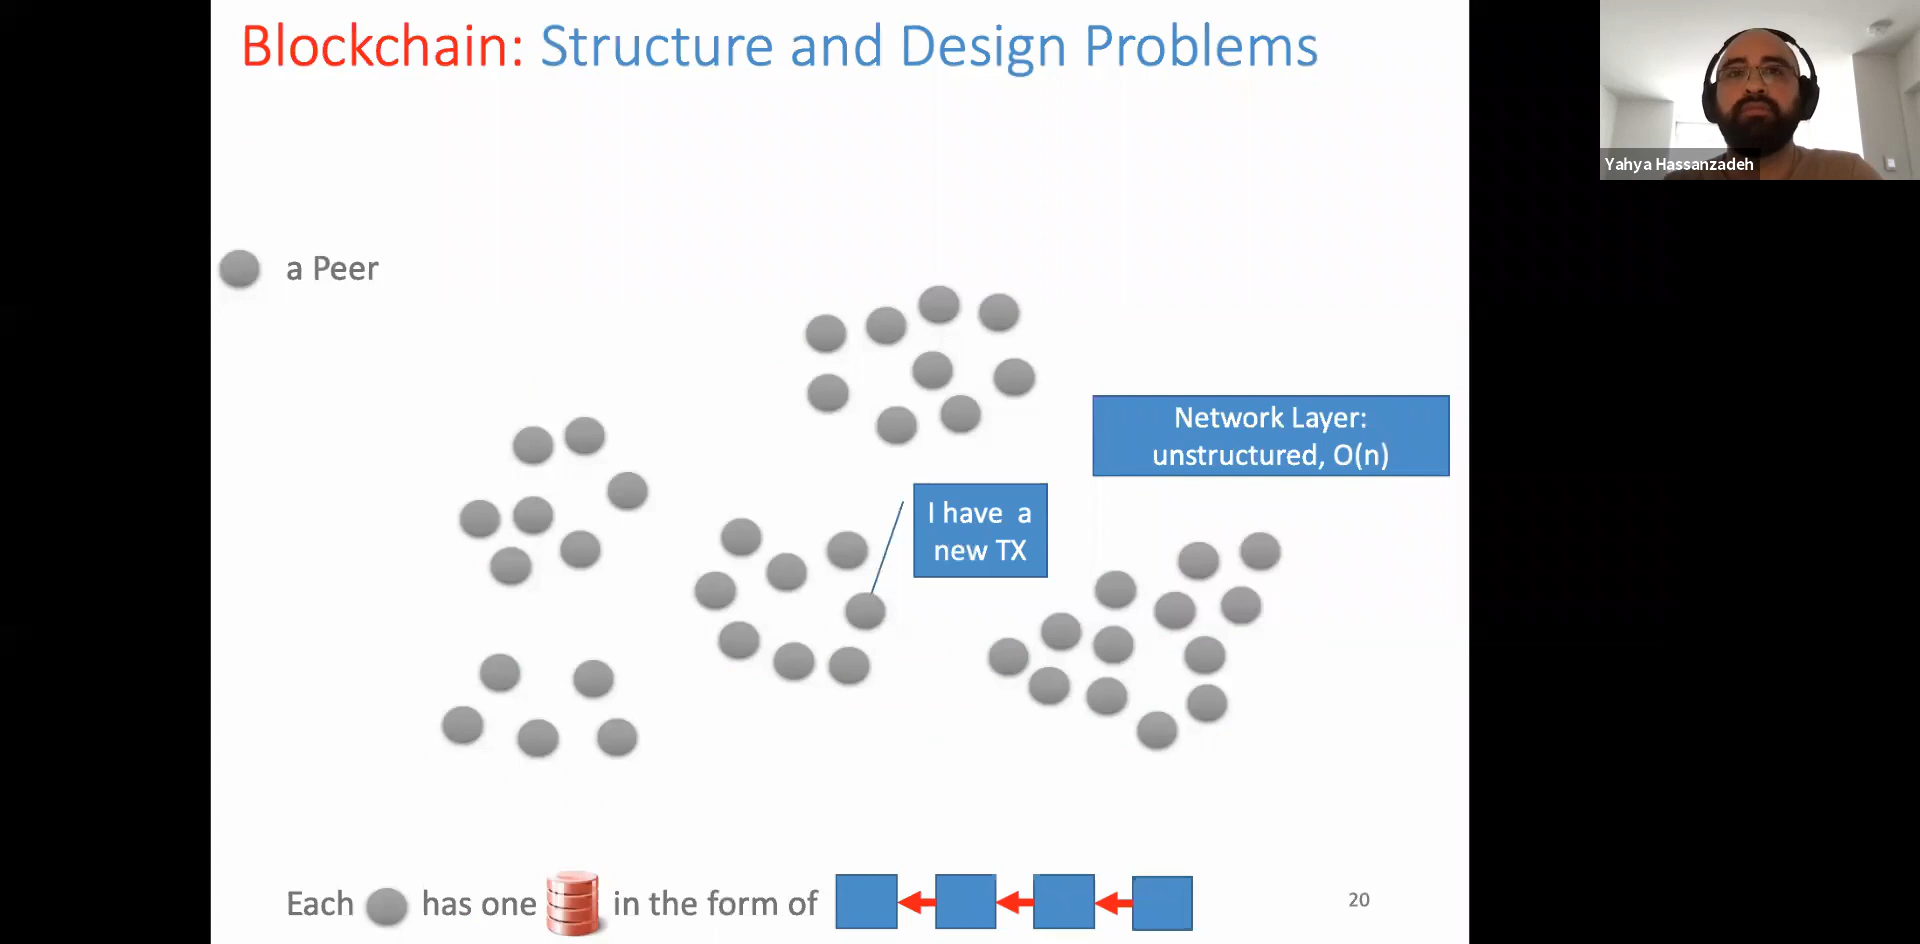 Blockchain: Structure and Design Problems
Yahya Hassanzadeh
a Peer
Network Layer:
unstructured, O(n)
I have a
new TX
Each has one in the form of
20